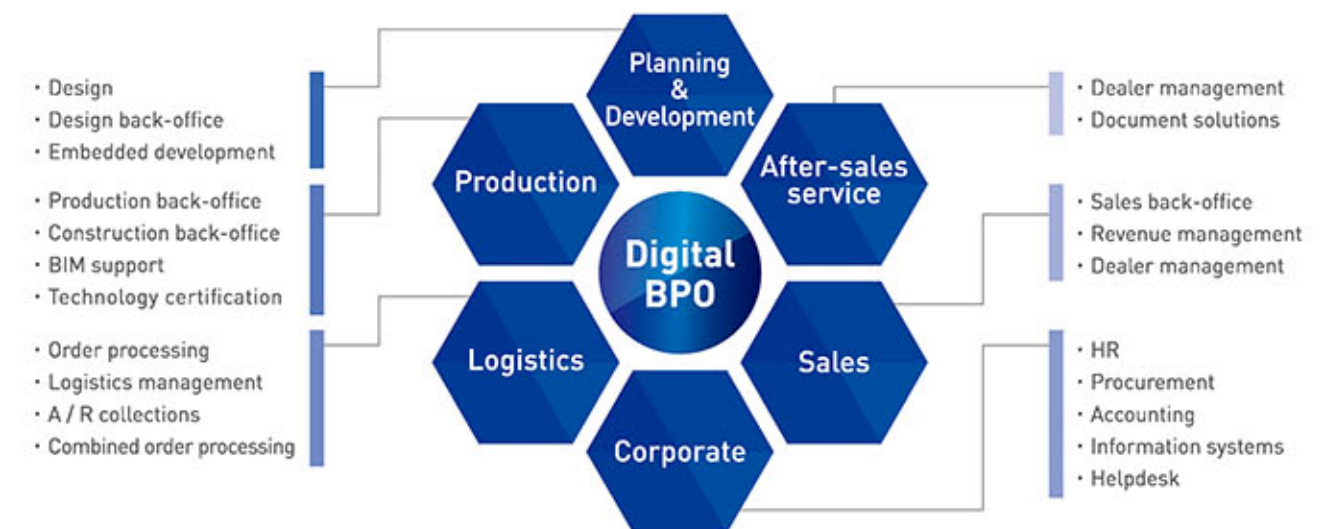 Planning
&
Development
Production
After-sales
service
Digital
BPO
Logistics
Sales
Corporate
・Design
・Design back-office
・Embedded development
・Production back-office
・Construction back-office
・BIM support
・Technology certification
・Order processing
・Logistics management
・A / R collections
・Combined order processing
・Dealer management
・Document solutions
・Sales back-office
・Revenue management
・Dealer management
・HR
・Procurement
・Accounting
・Information systems
・Helpdesk